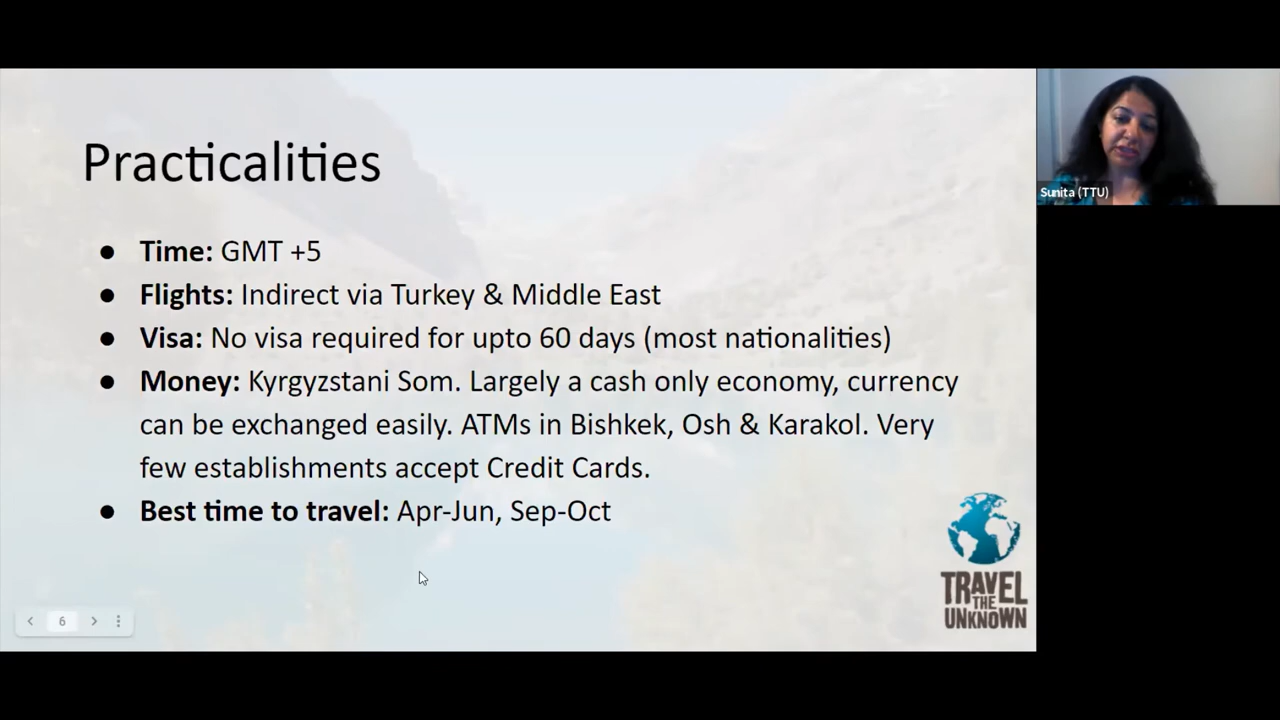 Practicalities
● Time: GMT +5
● Flights: Indirect via Turkey & Middle East
● Visa: No visa required for upto 60 days (most nationalities)
● Money: Kyrgyzstani Som. Largely a cash only economy, currency
can be exchanged easily. ATMs in Bishkek, Osh & Karakol. Very
few establishments accept Credit Cards.
● Best time to travel: Apr-Jun, Sep-Oct
Sunita (TTU)
TRAVEL
THE
UNKNOWN
6